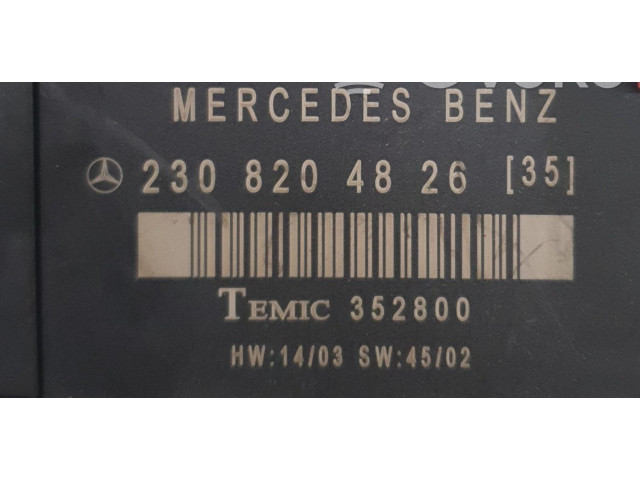 MERCEDES BENZ
230 820 48 26 [35]
TEMIC 352800
HW:14/03 SW:45/02